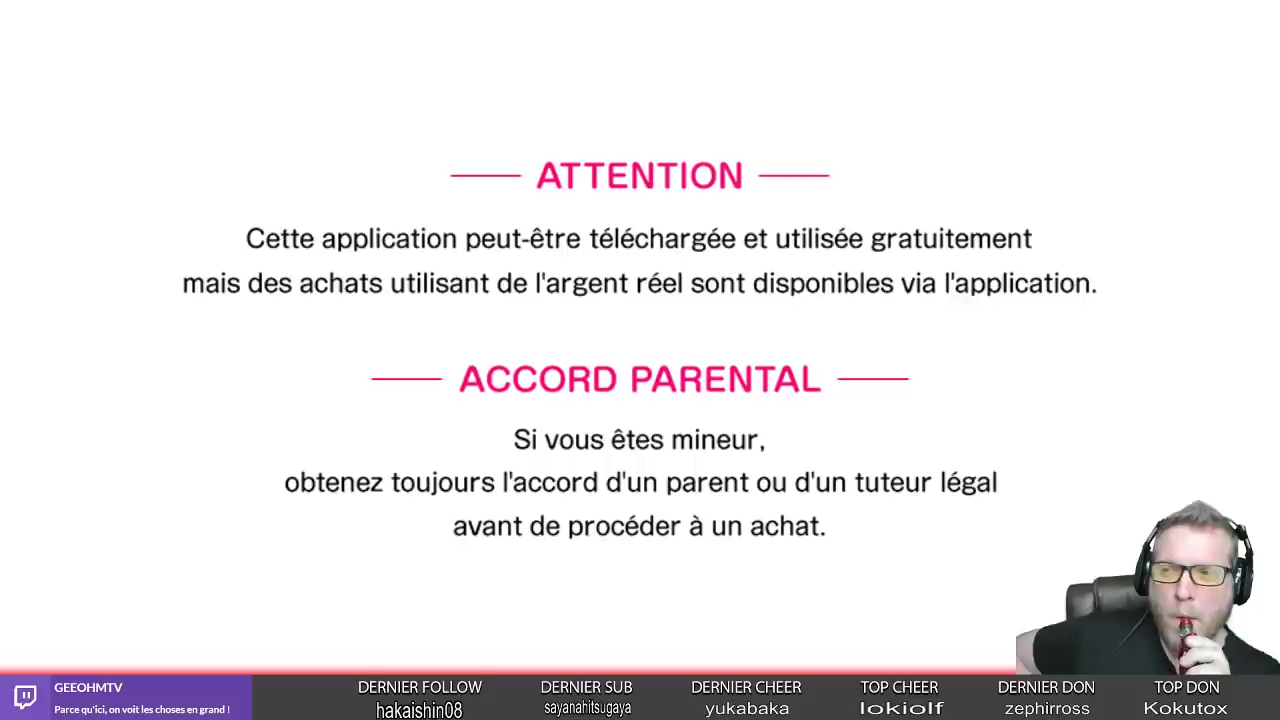 ATTENTION
Cette application peut-être téléchargée et utilisée gratuitement
mais des achats utilisant de l'argent réel sont disponibles via l'application.
ACCORD PARENTAL
Si vous êtes mineur,
obtenez toujours l'accord d'un parent ou d'un tuteur légal
avant de procéder à un achat.
GEEOHMTV
Parce qu'ici, on voit les choses en grand !
DERNIER FOLLOW
hakaishin08
DERNIER SUB
sayanahitsugaya
DERNIER CHEER
yukabaka
TOP CHEER
lokiolf
DERNIER DON
zephirross
TOP DON
Kokutox